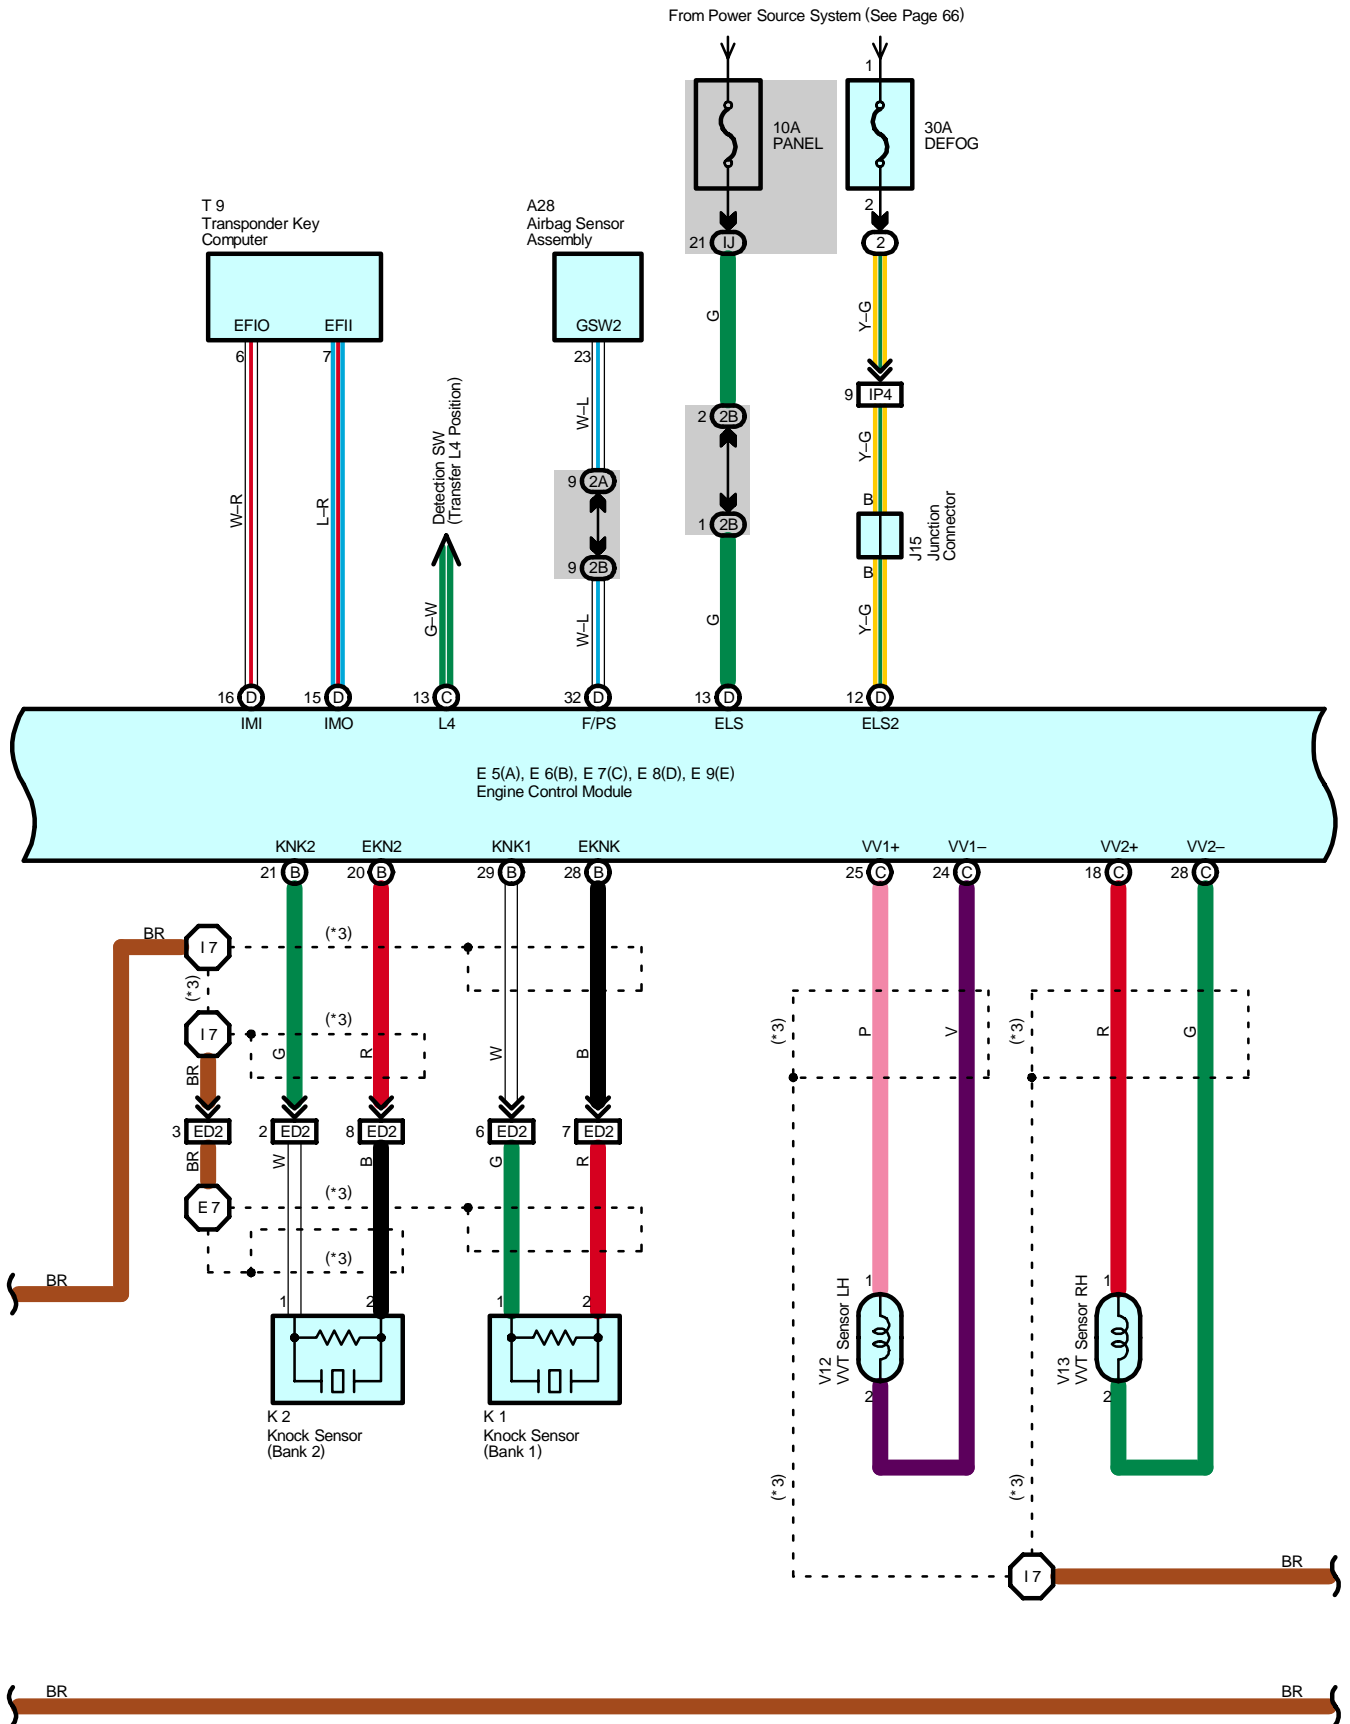 From Power Source System (See Page 66)
1
10A
PANEL
30A
DEFOG
2
21 IJ
2
T 9
Transponder Key
Computer
A28
Airbag Sensor
Assembly
EFIO
EFII
GSW2
6
7
23
W–R
L–R
G–W
Detection SW
(Transfer L4 Position)
W–L
9 2A
9 2B
W–L
G
2 2B
1 2B
G
Y–G
9 IP4
Y–G
B
J15
Junction
Connector
B
Y–G
16 D
15 D
13 C
32 D
13 D
12 D
IMI
IMO
L4
F/PS
ELS
ELS2
E 5(A), E 6(B), E 7(C), E 8(D), E 9(E)
Engine Control Module
KNK2
EKN2
KNK1
EKNK
VV1+
VV1–
VV2+
VV2–
21 B
20 B
29 B
28 B
25 C
24 C
18 C
28 C
BR
I 7
(*3)
(*3)
I 7
(*3)
BR
G
R
W
B
(*3)
P
V
(*3)
R
G
3 ED2
2 ED2
8 ED2
6 ED2
7 ED2
BR
W
B
G
R
E 7
(*3)
(*3)
BR
1
2
1
2
1
V12
VVT Sensor LH
2
1
V13
VVT Sensor RH
2
K 2
Knock Sensor
(Bank 2)
K 1
Knock Sensor
(Bank 1)
(*3)
(*3)
I 7
BR
BR
BR